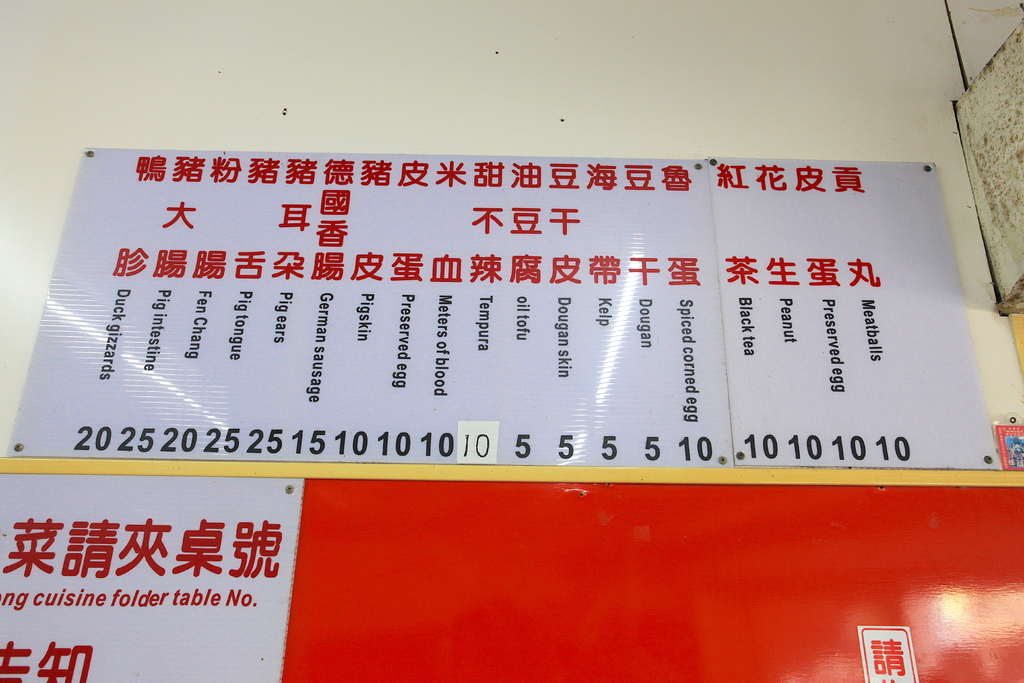 貢丸
Meatballs
10
皮蛋
Preserved egg
10
花生
Peanut
10
紅茶
Black tea
10
魯蛋
Spiced corned egg
10
豆干
Dougan
5
海帶
Kelp
5
豆干皮
Dougan skin
5
油豆腐
oil tofu
5
甜不辣
Tempura
10
米血
Meters of blood
10
皮蛋
Preserved egg
10
豬皮
Pigskin
10
德國香腸
German sausage
15
豬耳朵
Pig ears
25
豬舌
Pig tongue
25
粉腸
Fen Chang
20
豬大腸
Pig intestine
25
鴨胗
Duck gizzards
20
菜請夾桌號
cuisine folder table No.
告知
請